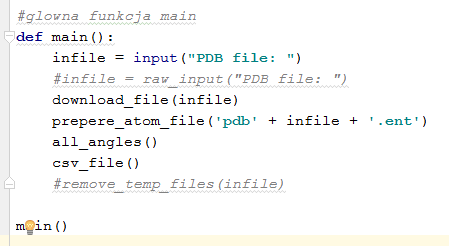 #glowna funkcja main
def main():
    infile = input("PDB file: ")
    #infile = raw_input("PDB file: ")
    download_file(infile)
    prepere_atom_file('pdb' + infile + '.ent')
    all_angles()
    csv_file()
    #remove_temp_files(infile)
main()